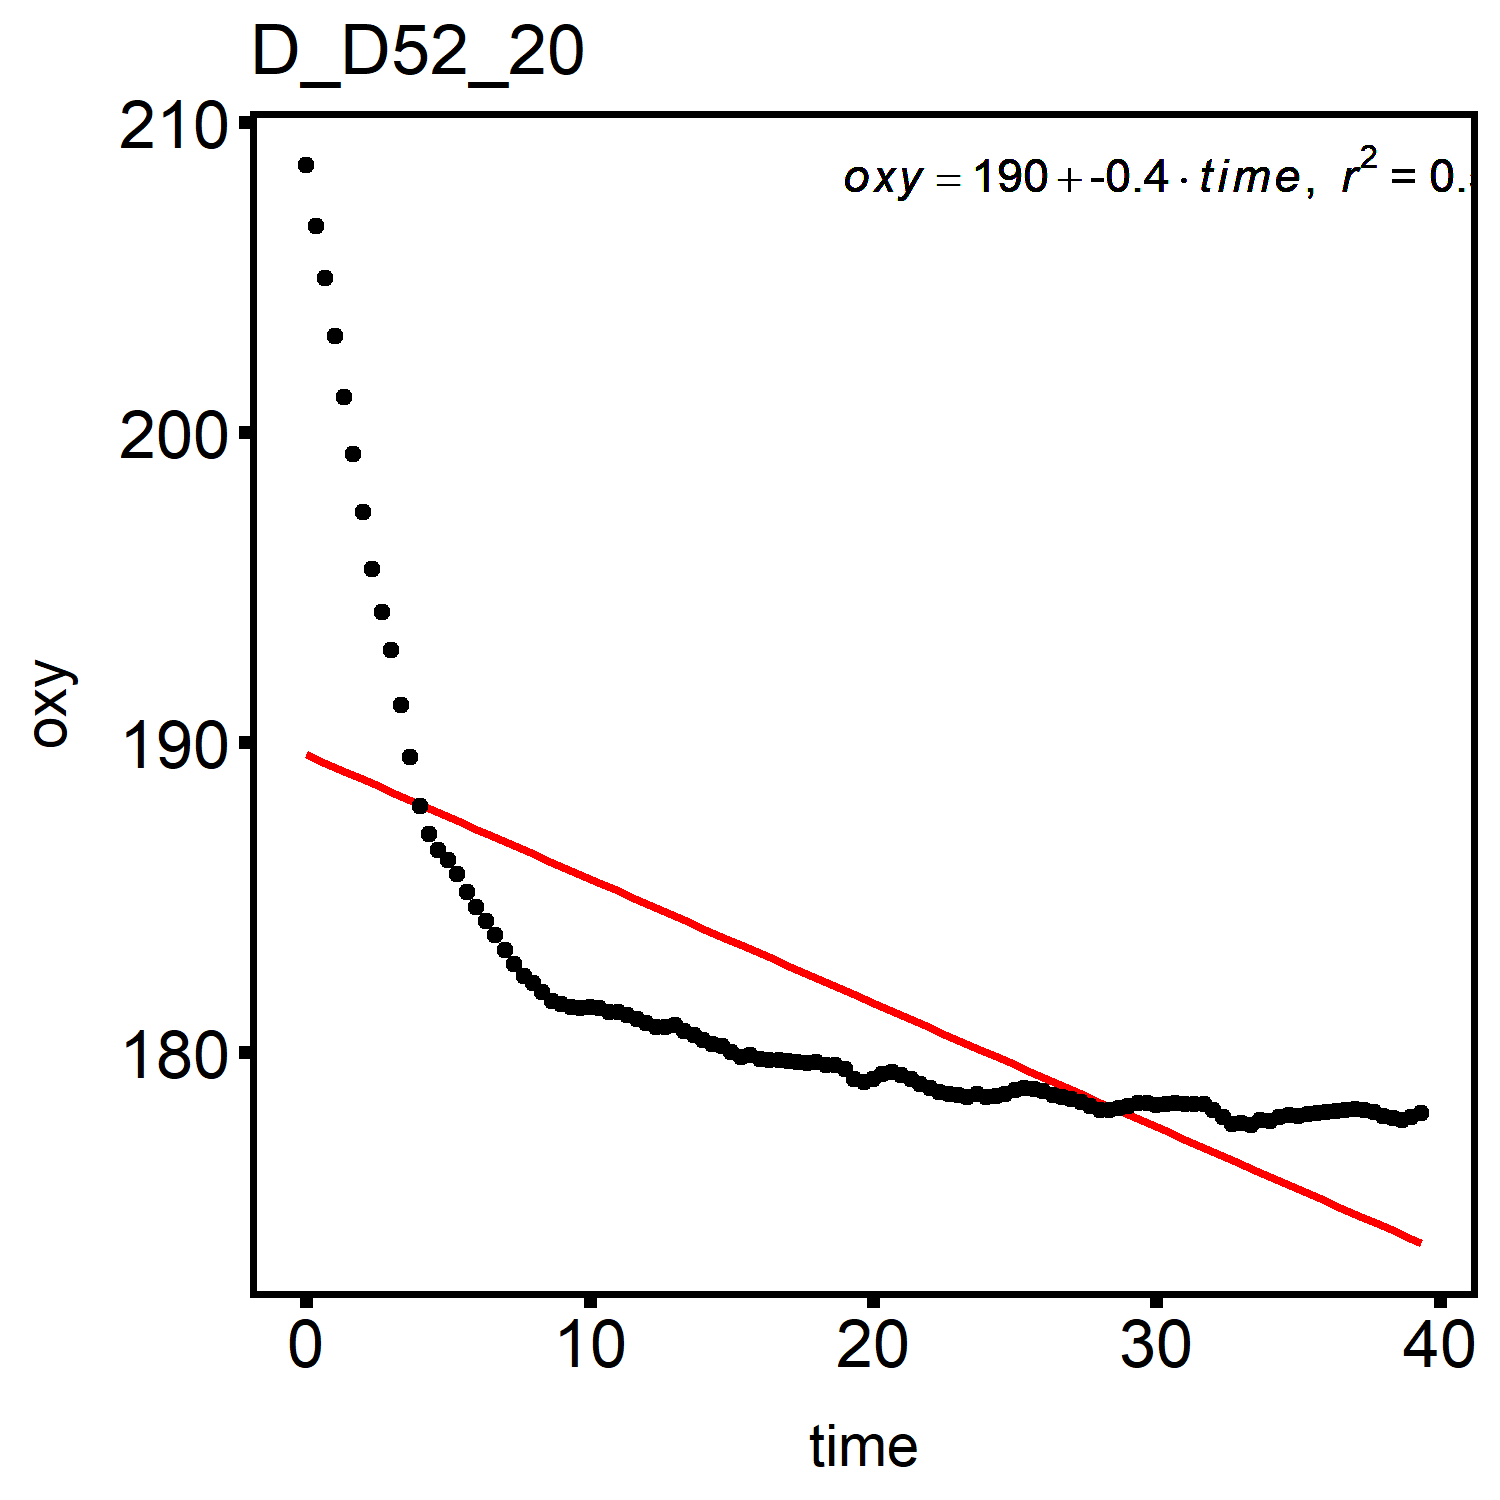 D_D52_20
oxy = 190 + -0.4 · time, r² = 0.
210
200
190
180
oxy
0 10 20 30 40
time